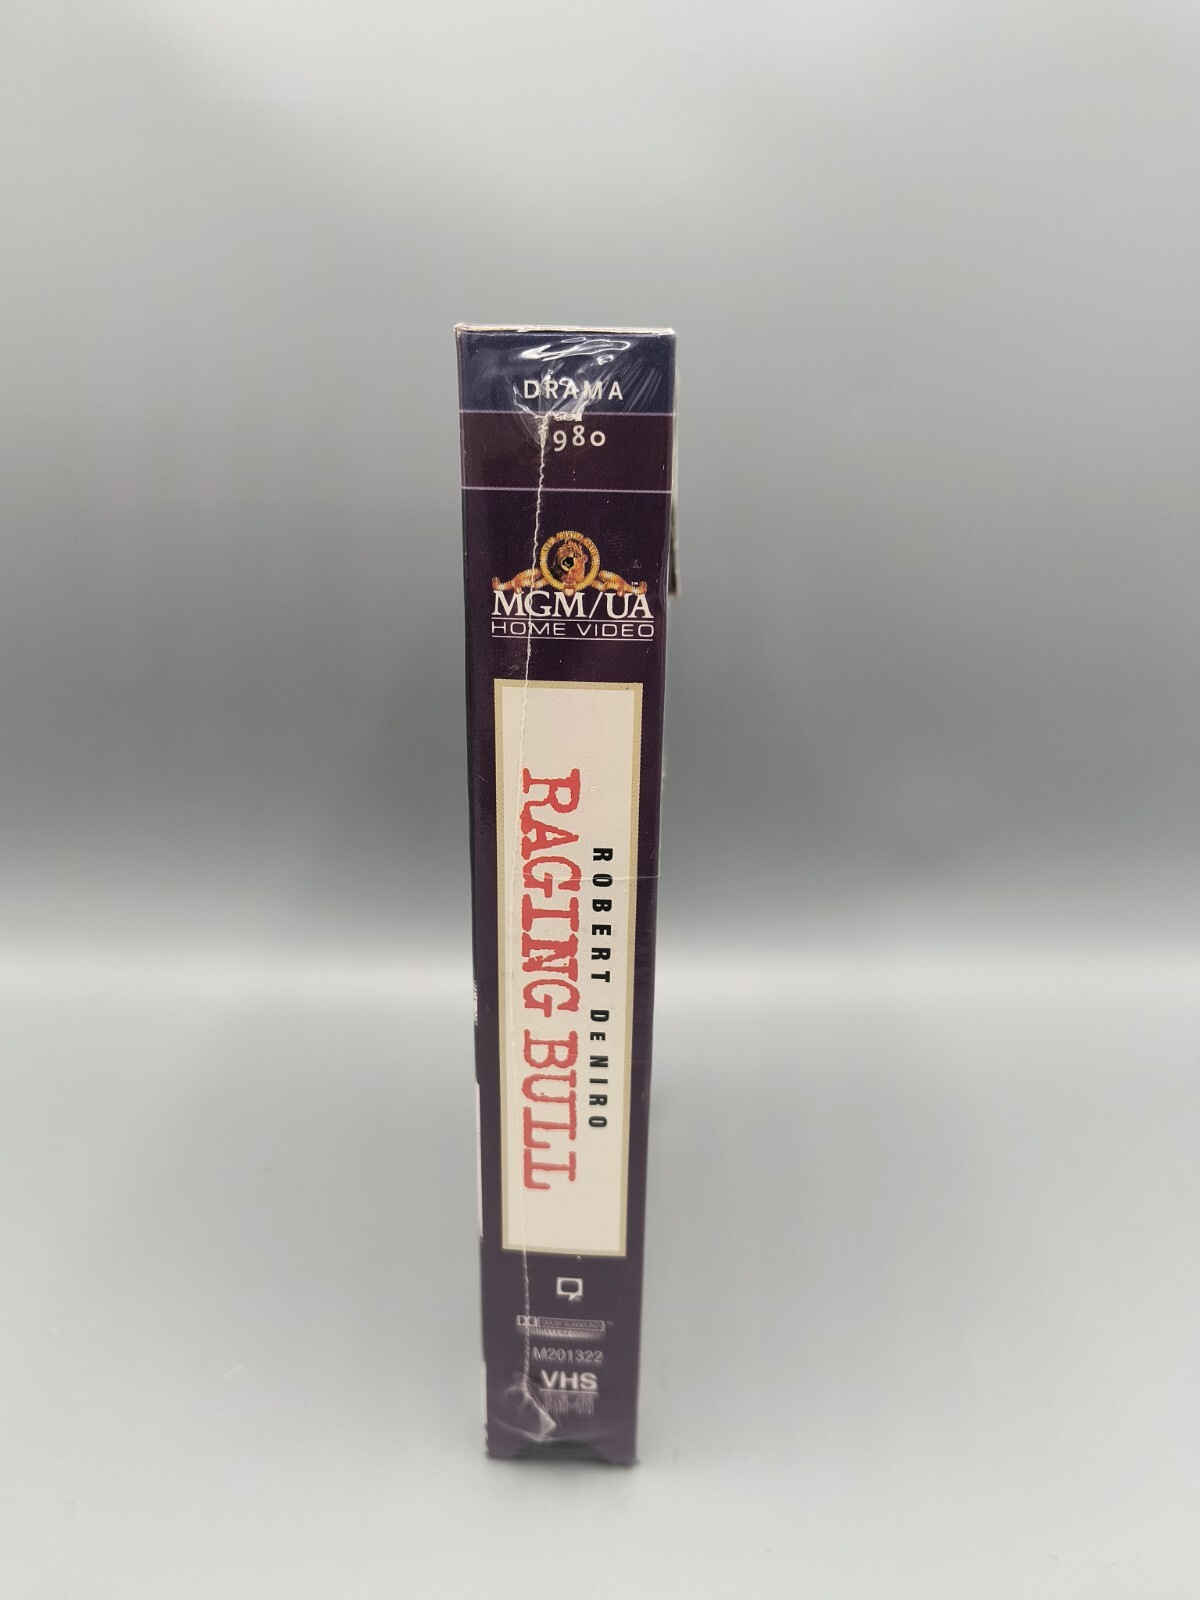 DRAMA
1980
MGM/UA
HOME VIDEO
ROBERT DE NIRO
RAGING BULL
M201322
VHS